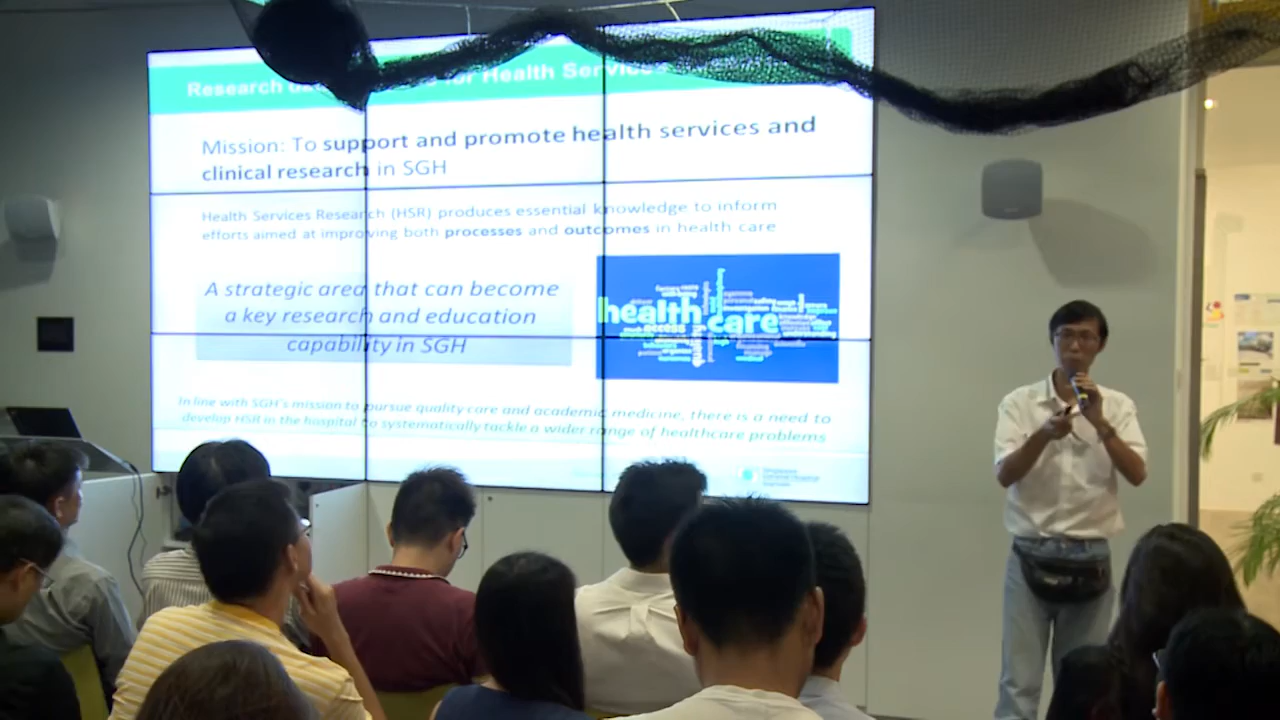 Research for Health Services
Mission: To support and promote health services and
clinical research in SGH
Health Services Research (HSR) produces essential knowledge to inform
efforts aimed at improving both processes and outcomes in health care
A strategic area that can become
a key research and education
capability in SGH
health care
access
In line with SGH's mission to pursue quality care and academic medicine, there is a need to
develop HSR in the hospital to systematically tackle a wider range of healthcare problems
Singapore
General Hospital